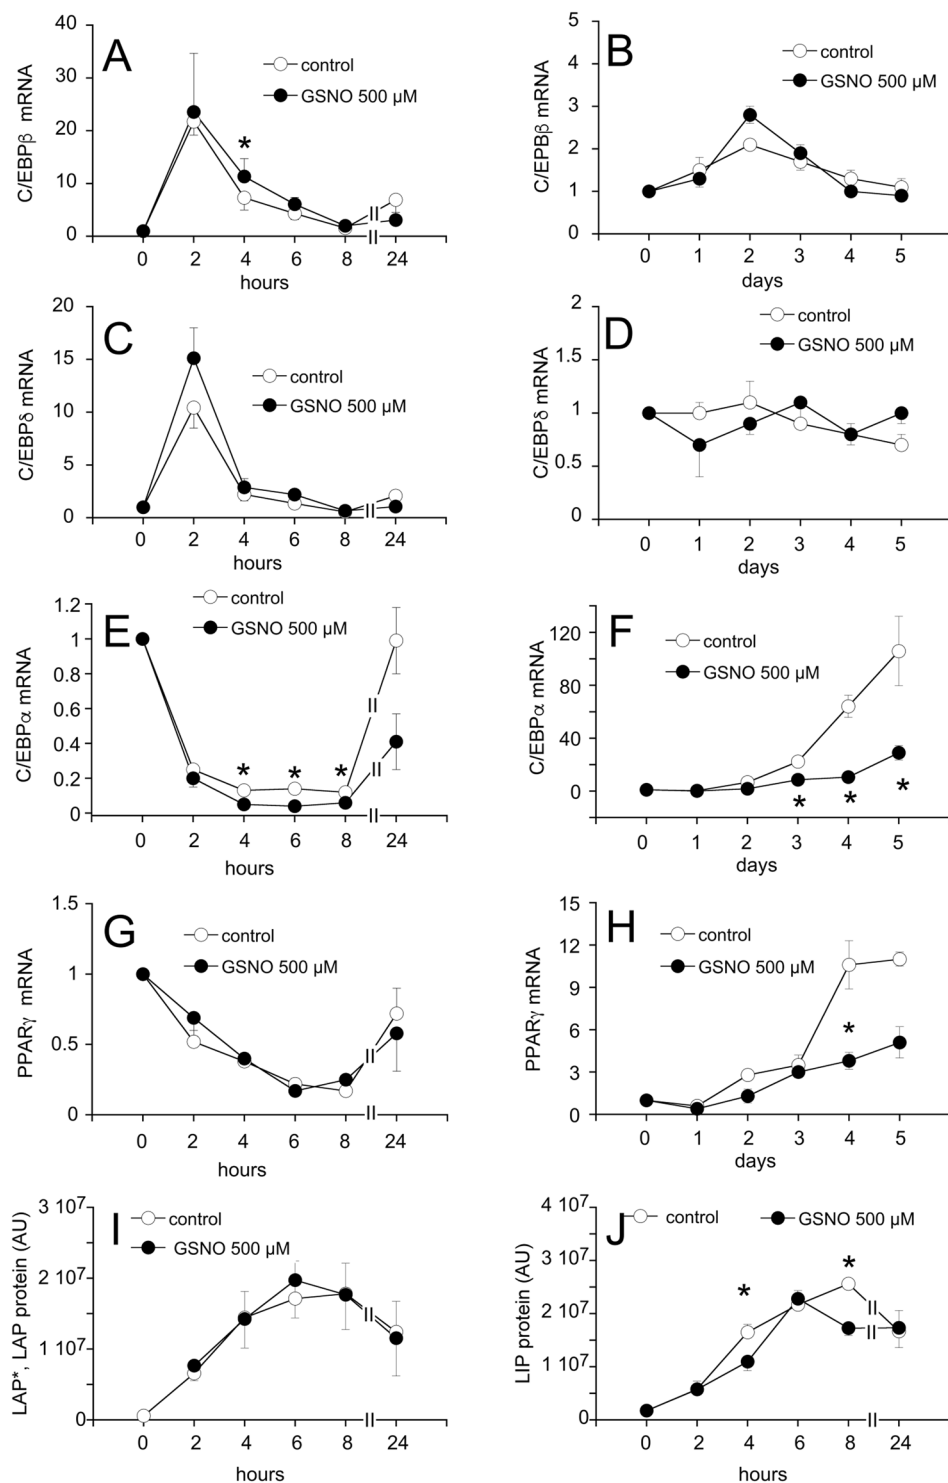 A
C/EBPβ mRNA
control
GSNO 500 µM
40
30
20
10
0
*
0 2 4 6 8 24
hours
B
C/EPBβ mRNA
control
GSNO 500 µM
5
4
3
2
1
0
0 1 2 3 4 5
days
C
C/EBPδ mRNA
control
GSNO 500 µM
20
15
10
5
0
0 2 4 6 8 24
hours
D
C/EBPδ mRNA
control
GSNO 500 µM
2
1.5
1
0.5
0
0 1 2 3 4 5
days
E
C/EBPα mRNA
control
GSNO 500 µM
1.2
1
0.8
0.6
0.4
0.2
0
* * *
0 2 4 6 8 24
hours
F
C/EBPα mRNA
control
GSNO 500 µM
120
80
40
0
* * *
0 1 2 3 4 5
days
G
PPARγ mRNA
control
GSNO 500 µM
1.5
1
0.5
0
0 2 4 6 8 24
hours
H
PPARγ mRNA
control
GSNO 500 µM
15
12
9
6
3
0
*
0 1 2 3 4 5
days
I
LAP*, LAP protein (AU)
control
GSNO 500 µM
3 10⁷
2 10⁷
1 10⁷
0
0 2 4 6 8 24
hours
J
LIP protein (AU)
control
GSNO 500 µM
4 10⁷
3 10⁷
2 10⁷
1 10⁷
0
* *
0 2 4 6 8 24
hours